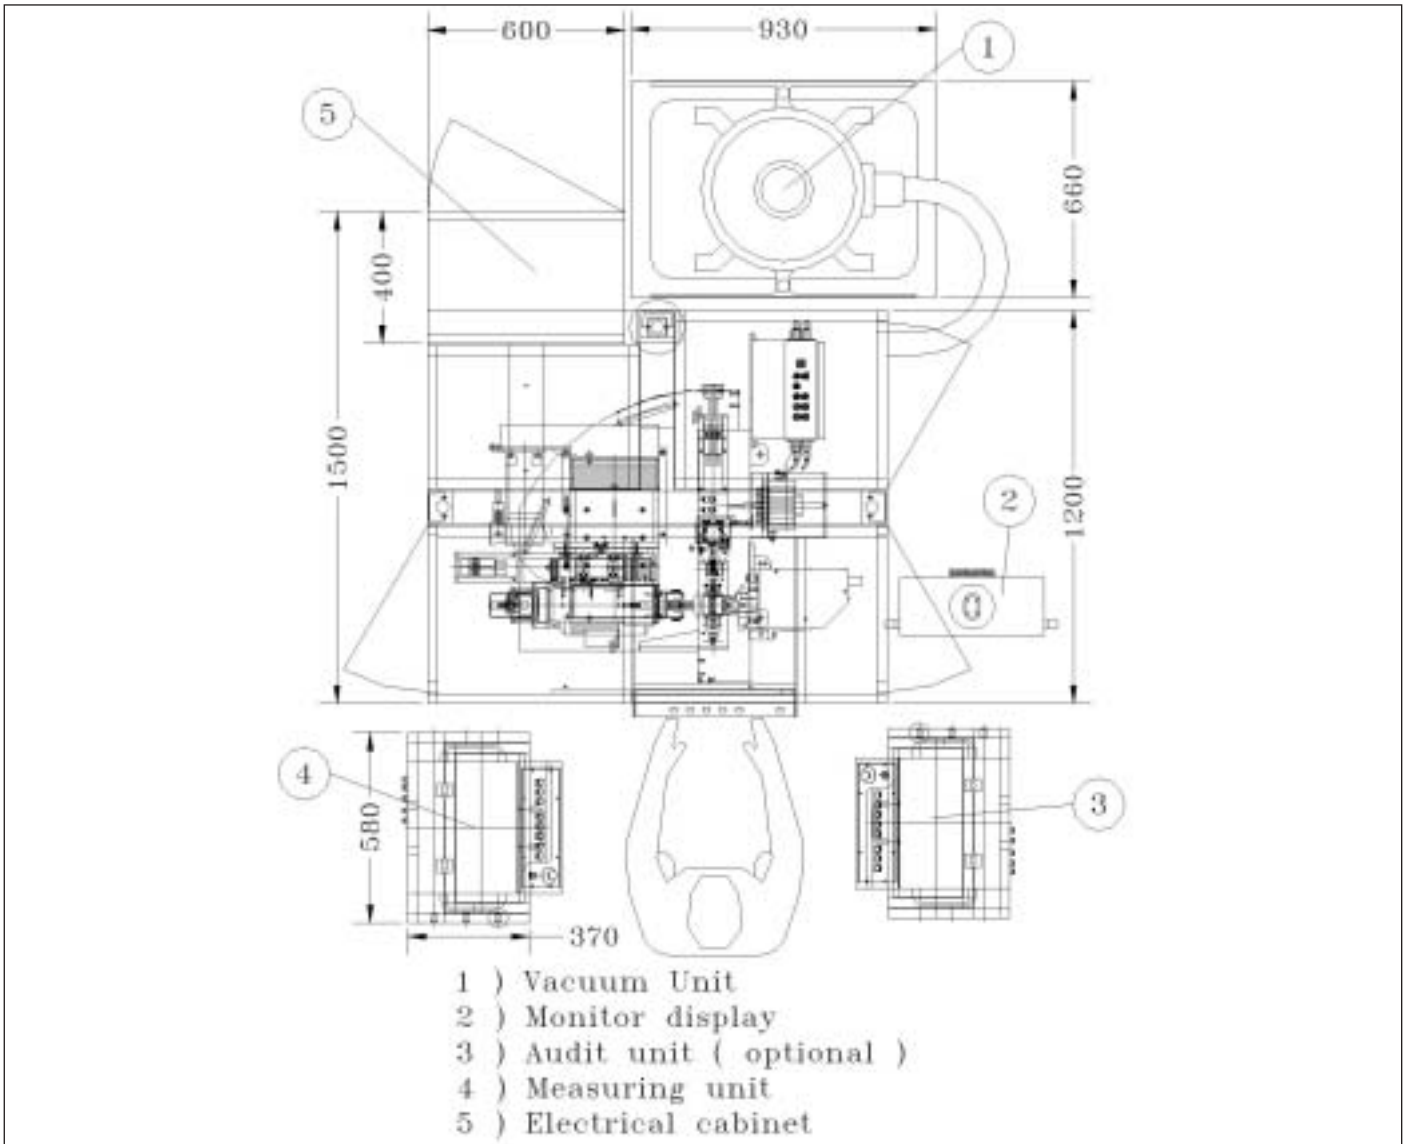 600
930
1
5
660
400
1500
2
1200
4
580
3
370
1 ) Vacuum Unit
2 ) Monitor display
3 ) Audit unit ( optional )
4 ) Measuring unit
5 ) Electrical cabinet